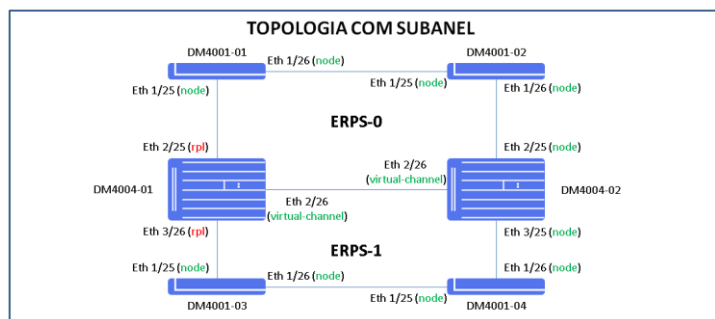 TOPOLOGIA COM SUBANEL
DM4001-01
DM4001-02
Eth 1/26 (node)
Eth 1/25 (node)
Eth 1/25 (node)
Eth 1/26 (node)
ERPS-0
Eth 2/25 (rpl)
Eth 2/25 (node)
Eth 2/26
(virtual-channel)
DM4004-01
DM4004-02
Eth 2/26
(virtual-channel)
Eth 3/26 (rpl)
Eth 3/25 (node)
ERPS-1
Eth 1/25 (node)
Eth 1/26 (node)
Eth 1/26 (node)
Eth 1/25 (node)
DM4001-03
DM4001-04